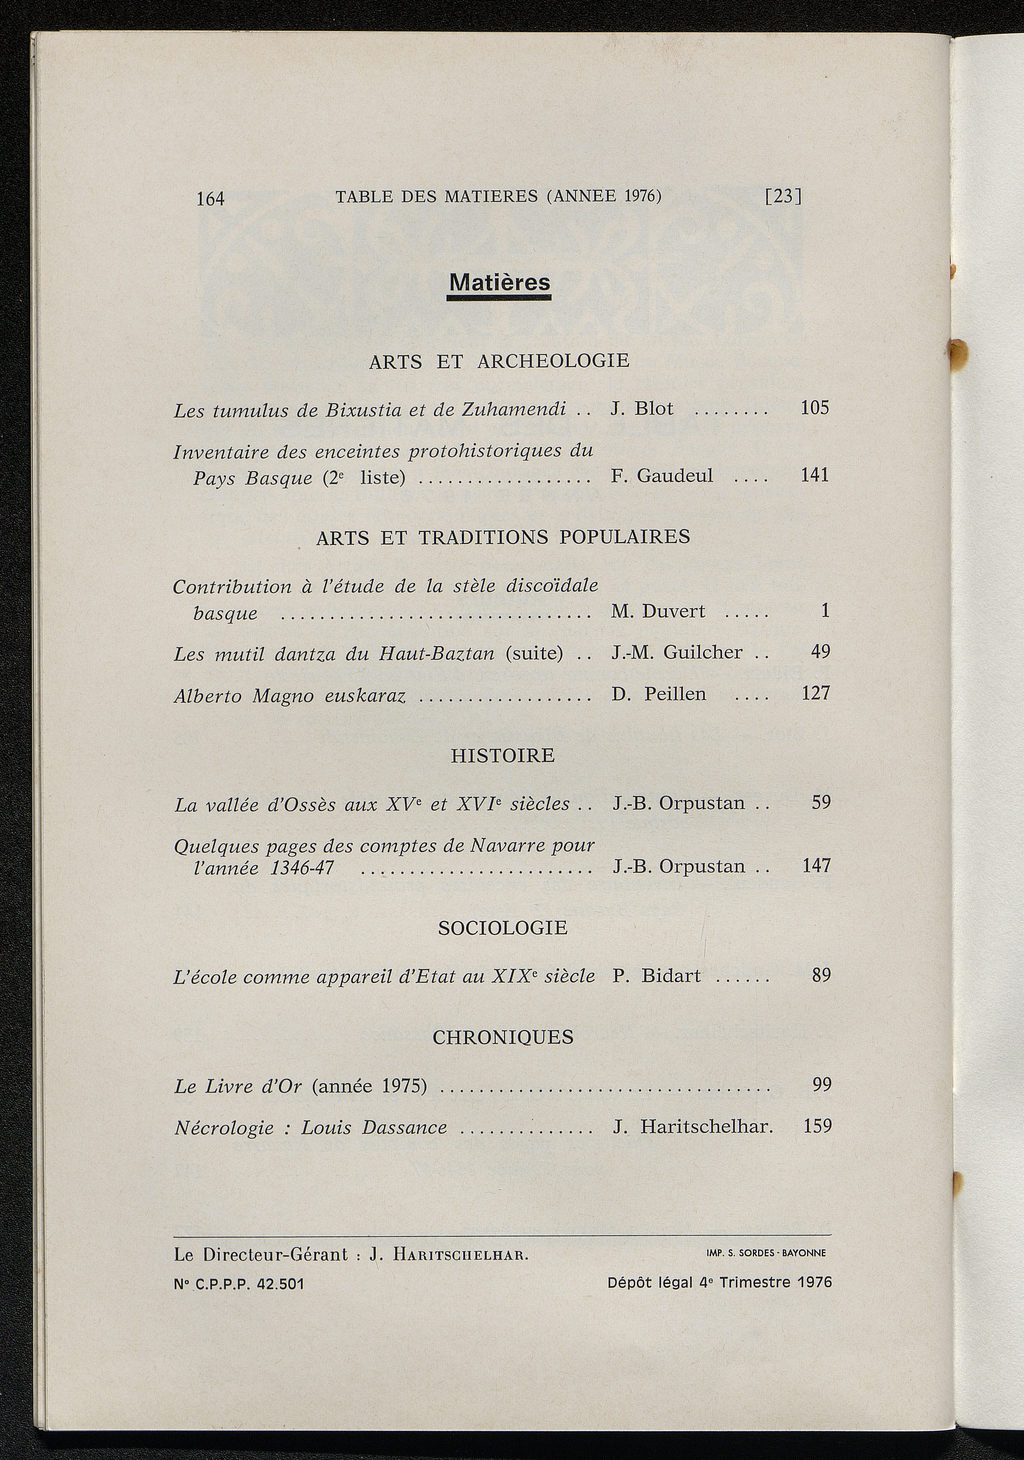 164 TABLE DES MATIERES (ANNEE 1976) [23]
Matières
ARTS ET ARCHEOLOGIE
Les tumulus de Bixustia et de Zuhamendi .. J. Blot ........ 105
Inventaire des enceintes protohistoriques du
Pays Basque (2e liste) .................. F. Gaudeul .... 141
ARTS ET TRADITIONS POPULAIRES
Contribution à l'étude de la stèle discoïdale
basque ................................ M. Duvert ..... 1
Les mutil dantza du Haut-Baztan (suite) .. J.-M. Guilcher .. 49
Alberto Magno euskaraz .................. D. Peillen .... 127
HISTOIRE
La vallée d'Ossès aux XVe et XVIe siècles .. J.-B. Orpustan .. 59
Quelques pages des comptes de Navarre pour
l'année 1346-47 ........................ J.-B. Orpustan .. 147
SOCIOLOGIE
L'école comme appareil d'Etat au XIXe siècle P. Bidart ...... 89
CHRONIQUES
Le Livre d'Or (année 1975) .................................. 99
Nécrologie : Louis Dassance .............. J. Haritschelhar. 159
Le Directeur-Gérant : J. HARITSCHELHAR. IMP. S. SORDES - BAYONNE
N° C.P.P.P. 42.501 Dépôt légal 4e Trimestre 1976